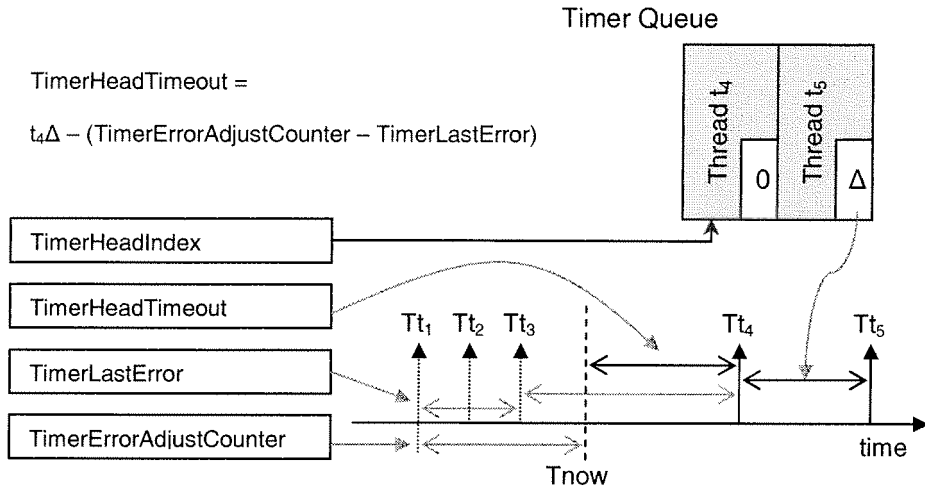 Timer Queue
TimerHeadTimeout =
t₄Δ – (TimerErrorAdjustCounter – TimerLastError)
Thread t₄
0
Thread t₅
Δ
TimerHeadIndex
TimerHeadTimeout
TimerLastError
TimerErrorAdjustCounter
Tt₁
Tt₂
Tt₃
Tt₄
Tt₅
time
Tnow